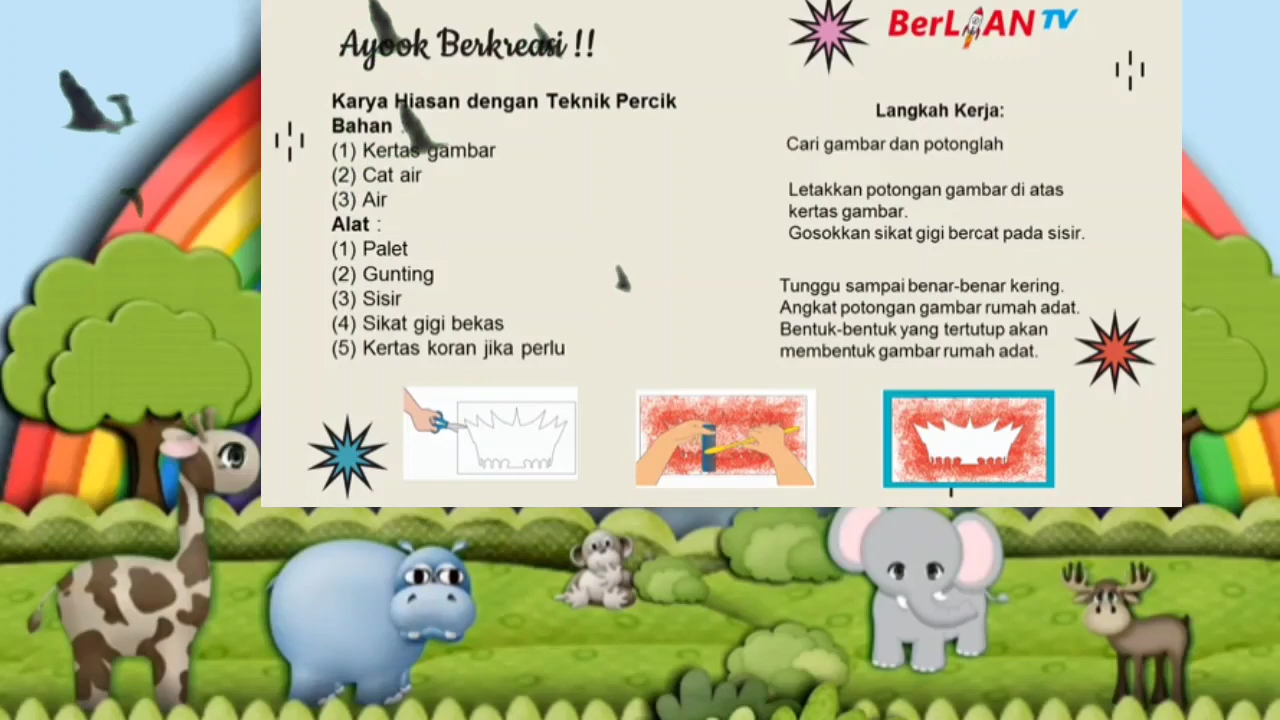 Ayook Berkreasi !!
Karya Hiasan dengan Teknik Percik
Bahan :
(1) Kertas gambar
(2) Cat air
(3) Air
Alat :
(1) Palet
(2) Gunting
(3) Sisir
(4) Sikat gigi bekas
(5) Kertas koran jika perlu
BerLIAN TV
Langkah Kerja:
Cari gambar dan potonglah
Letakkan potongan gambar di atas
kertas gambar.
Gosokkan sikat gigi bercat pada sisir.
Tunggu sampai benar-benar kering.
Angkat potongan gambar rumah adat.
Bentuk-bentuk yang tertutup akan
membentuk gambar rumah adat.